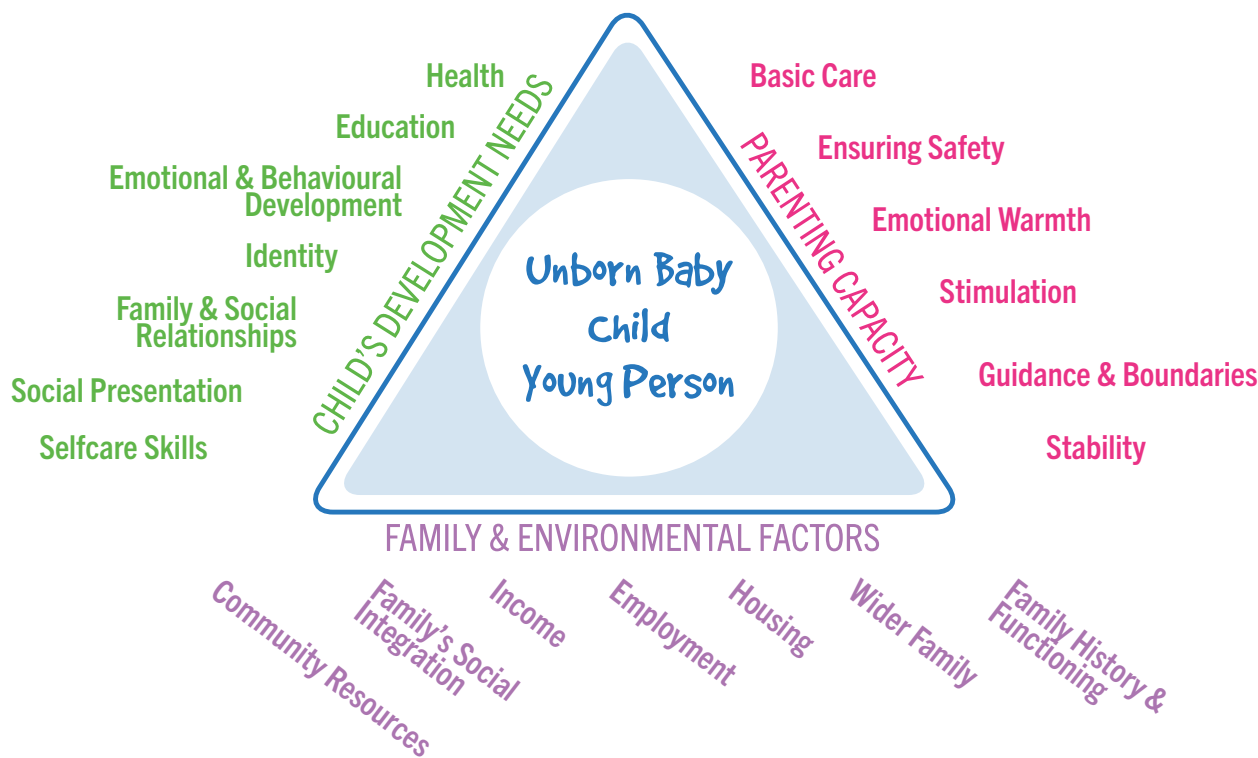 Health
Education
Emotional & Behavioural
Development
Identity
Family & Social
Relationships
Social Presentation
Selfcare Skills
CHILD'S DEVELOPMENT NEEDS
Unborn Baby
Child
Young Person
PARENTING CAPACITY
Basic Care
Ensuring Safety
Emotional Warmth
Stimulation
Guidance & Boundaries
Stability
FAMILY & ENVIRONMENTAL FACTORS
Community Resources
Family's Social
Integration
Income
Employment
Housing
Wider Family
Family History &
Functioning